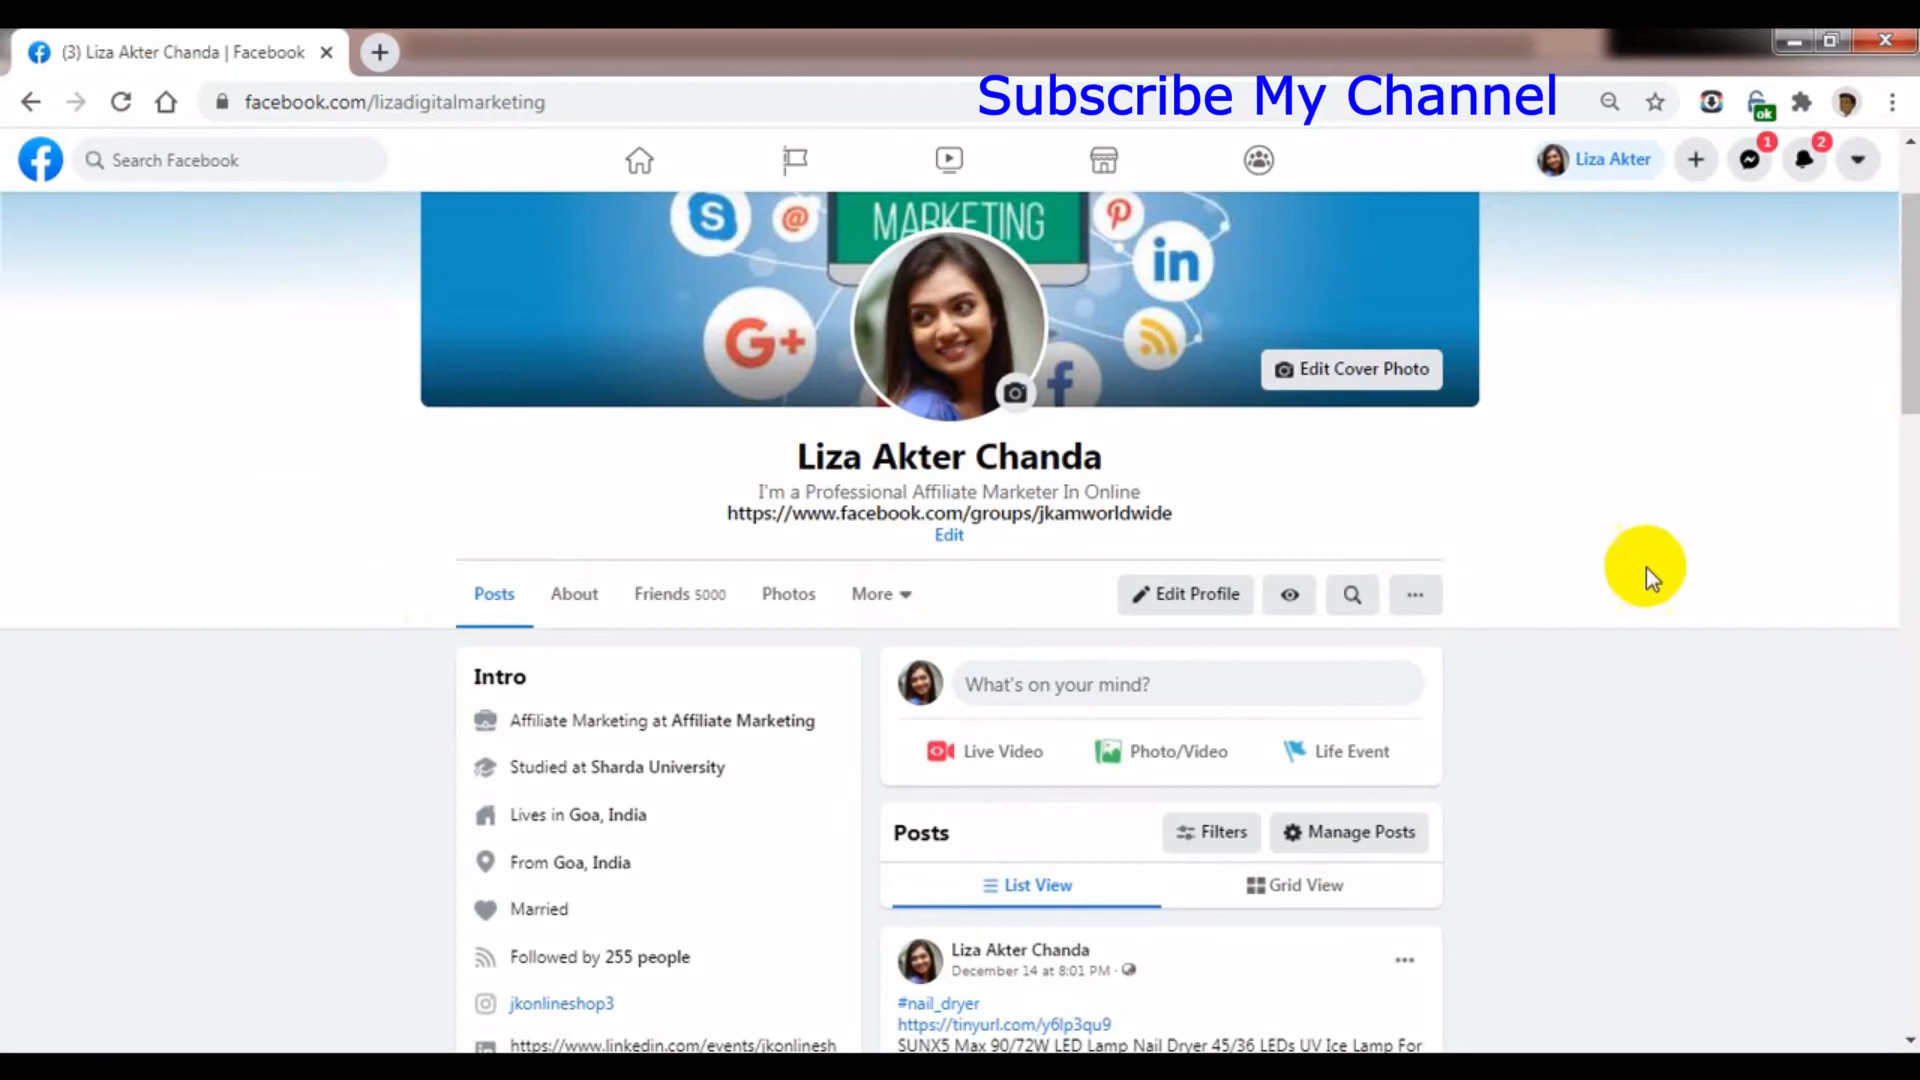 (3) Liza Akter Chanda | Facebook
facebook.com/lizadigitalmarketing
Subscribe My Channel
ok
Search Facebook
Liza Akter
1
2
MARKETING
S
@
in
G+
f
Edit Cover Photo
Liza Akter Chanda
I'm a Professional Affiliate Marketer In Online
https://www.facebook.com/groups/jkamworldwide
Edit
Posts About Friends 5000 Photos More
Edit Profile
Intro
Affiliate Marketing at Affiliate Marketing
Studied at Sharda University
Lives in Goa, India
From Goa, India
Married
Followed by 255 people
jkonlineshop3
https://www.linkedin.com/events/jkonlinesh
What's on your mind?
Live Video Photo/Video Life Event
Posts Filters Manage Posts
List View Grid View
Liza Akter Chanda
December 14 at 8:01 PM ·
#nail_dryer
https://tinyurl.com/y6lp3qu9
SUNX5 Max 90/72W LED Lamp Nail Dryer 45/36 LEDs UV Ice Lamp For